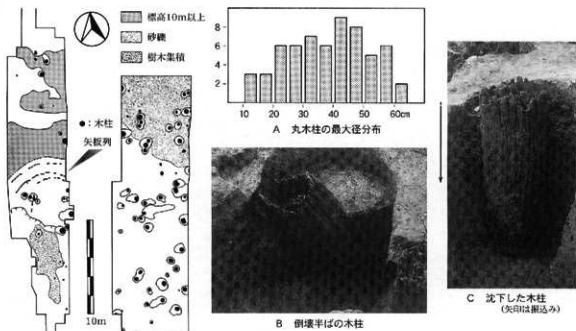 標高10m以上
砂礫
樹木集積
●:木柱
矢板列
10m
8
6
4
2
10 20 30 40 50 60cm
A 丸木柱の最大径分布
B 倒壊半ばの木柱
C 沈下した木柱
(矢印は掘込み)